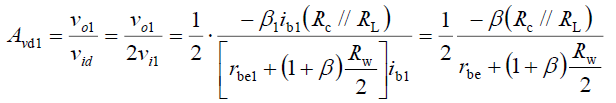 $A_{vd1} = \frac{v_{o1}}{v_{id}} = \frac{v_{o1}}{2v_{i1}} = \frac{1}{2} \cdot \frac{-\beta_1 i_{b1} (R_c // R_L)}{\left[ r_{be1} + (1+\beta) \frac{R_w}{2} \right] i_{b1}} = \frac{1}{2} \frac{-\beta (R_c // R_L)}{r_{be} + (1+\beta) \frac{R_w}{2}}$